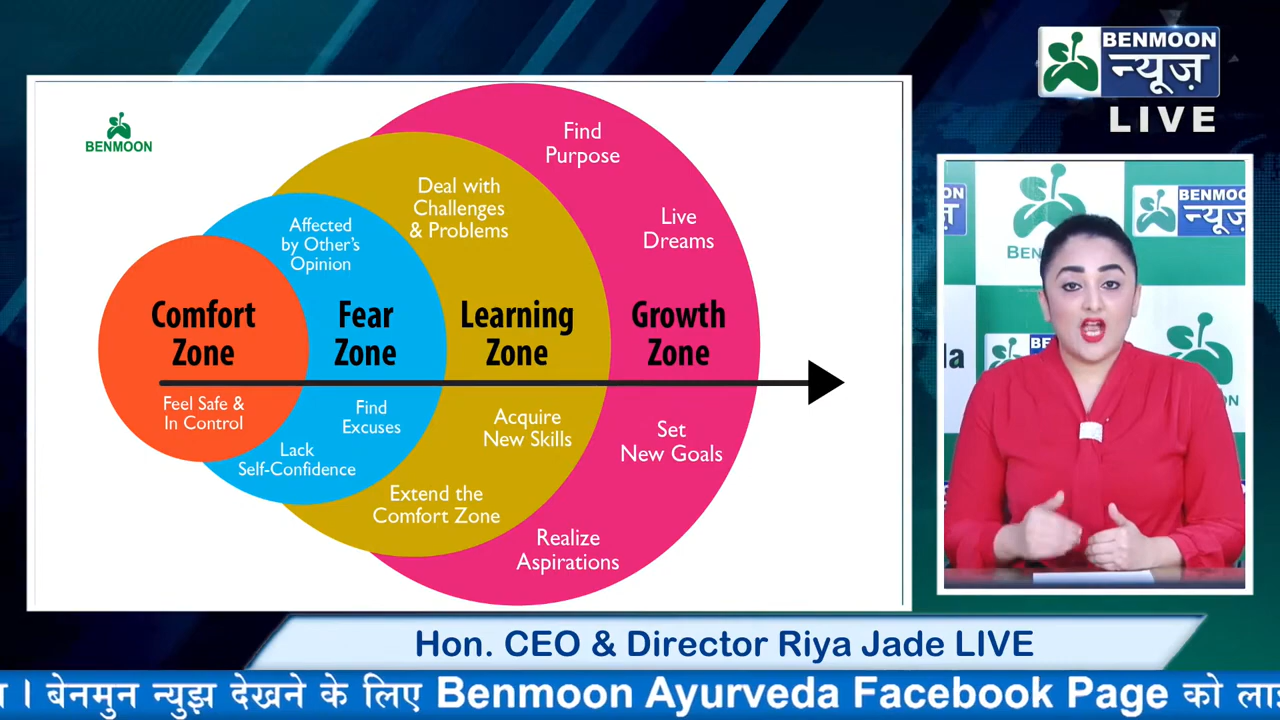 BENMOON
न्यूज़
LIVE
BENMOON
Find
Purpose
Deal with
Challenges
& Problems
Live
Dreams
Affected
by Other's
Opinion
Comfort
Zone
Fear
Zone
Learning
Zone
Growth
Zone
Feel Safe &
In Control
Find
Excuses
Lack
Self-Confidence
Acquire
New Skills
Set
New Goals
Extend the
Comfort Zone
Realize
Aspirations
BENMOON
न्यूज़
Hon. CEO & Director Riya Jade LIVE
। बेनमुन न्युझ देखने के लिए Benmoon Ayurveda Facebook Page को